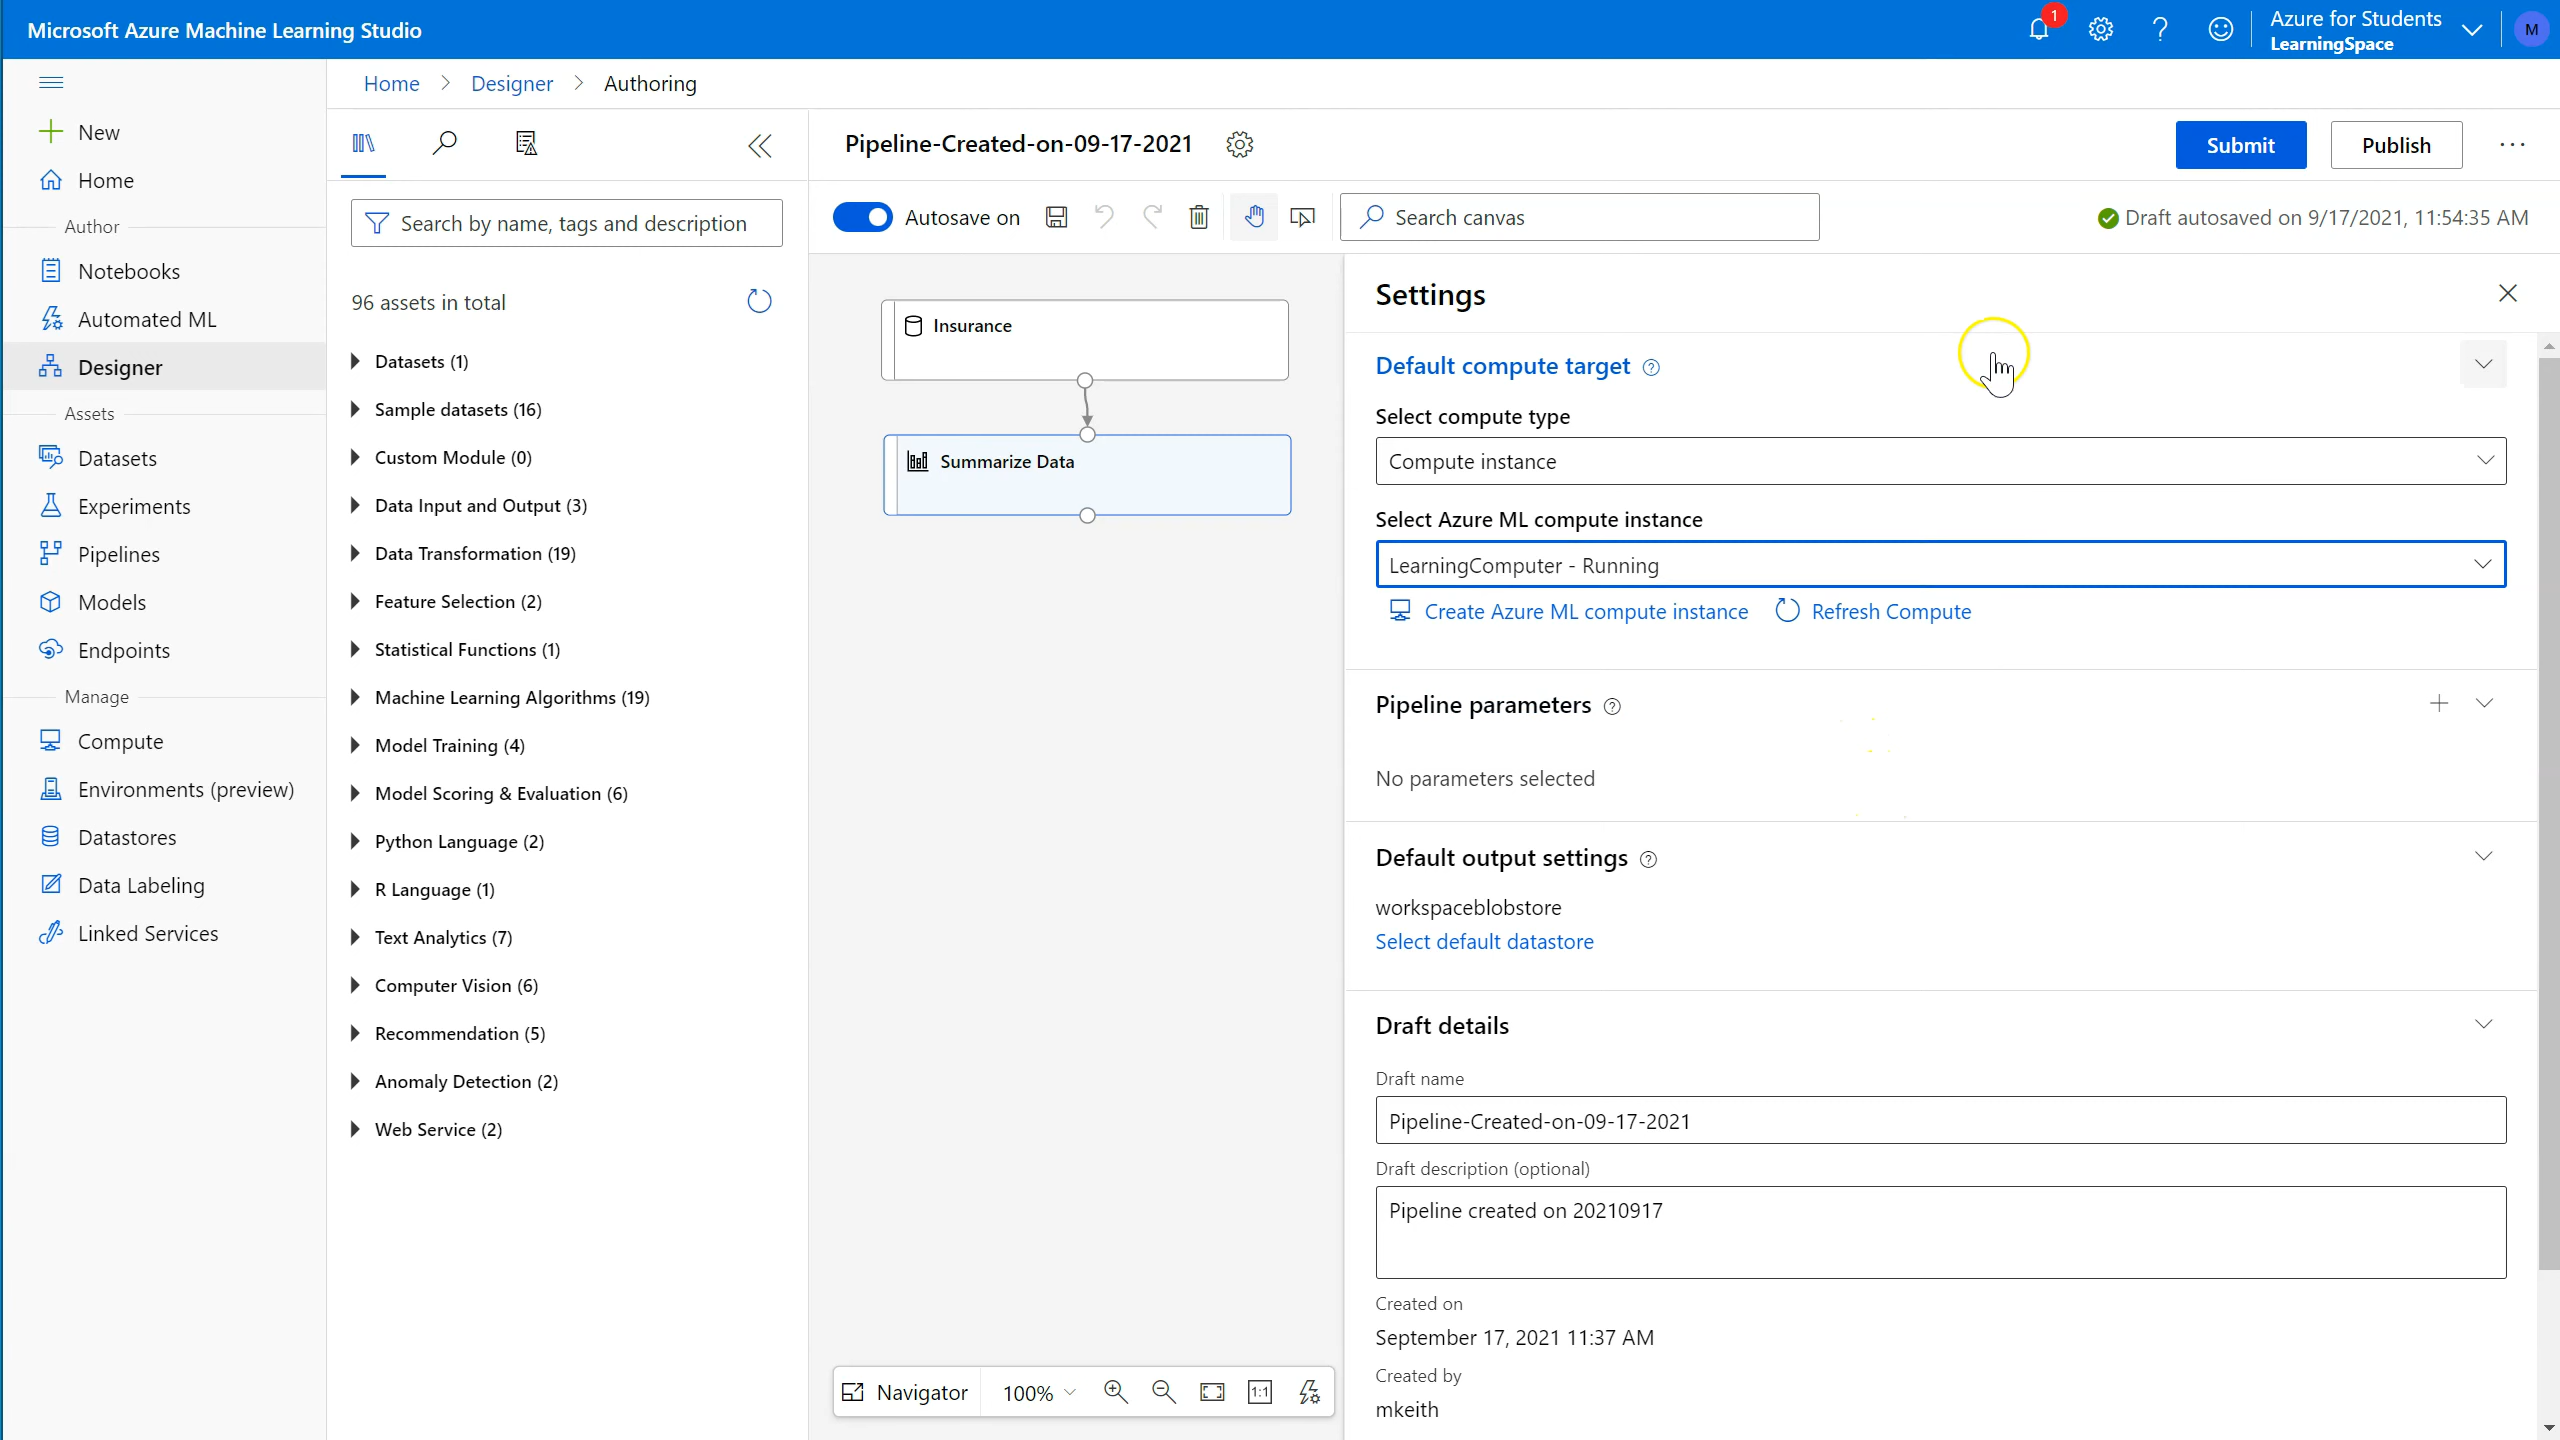 Microsoft Azure Machine Learning Studio
1
Azure for Students
LearningSpace
M
Home
Designer
Authoring
New
Home
Author
Notebooks
Automated ML
Designer
Assets
Datasets
Experiments
Pipelines
Models
Endpoints
Manage
Compute
Environments (preview)
Datastores
Data Labeling
Linked Services
Search by name, tags and description
96 assets in total
Datasets (1)
Sample datasets (16)
Custom Module (0)
Data Input and Output (3)
Data Transformation (19)
Feature Selection (2)
Statistical Functions (1)
Machine Learning Algorithms (19)
Model Training (4)
Model Scoring & Evaluation (6)
Python Language (2)
R Language (1)
Text Analytics (7)
Computer Vision (6)
Recommendation (5)
Anomaly Detection (2)
Web Service (2)
Pipeline-Created-on-09-17-2021
Submit
Publish
Autosave on
Search canvas
Draft autosaved on 9/17/2021, 11:54:35 AM
Insurance
Summarize Data
Navigator
100%
1:1
Settings
Default compute target
Select compute type
Compute instance
Select Azure ML compute instance
LearningComputer - Running
Create Azure ML compute instance
Refresh Compute
Pipeline parameters
No parameters selected
Default output settings
workspaceblobstore
Select default datastore
Draft details
Draft name
Pipeline-Created-on-09-17-2021
Draft description (optional)
Pipeline created on 20210917
Created on
September 17, 2021 11:37 AM
Created by
mkeith